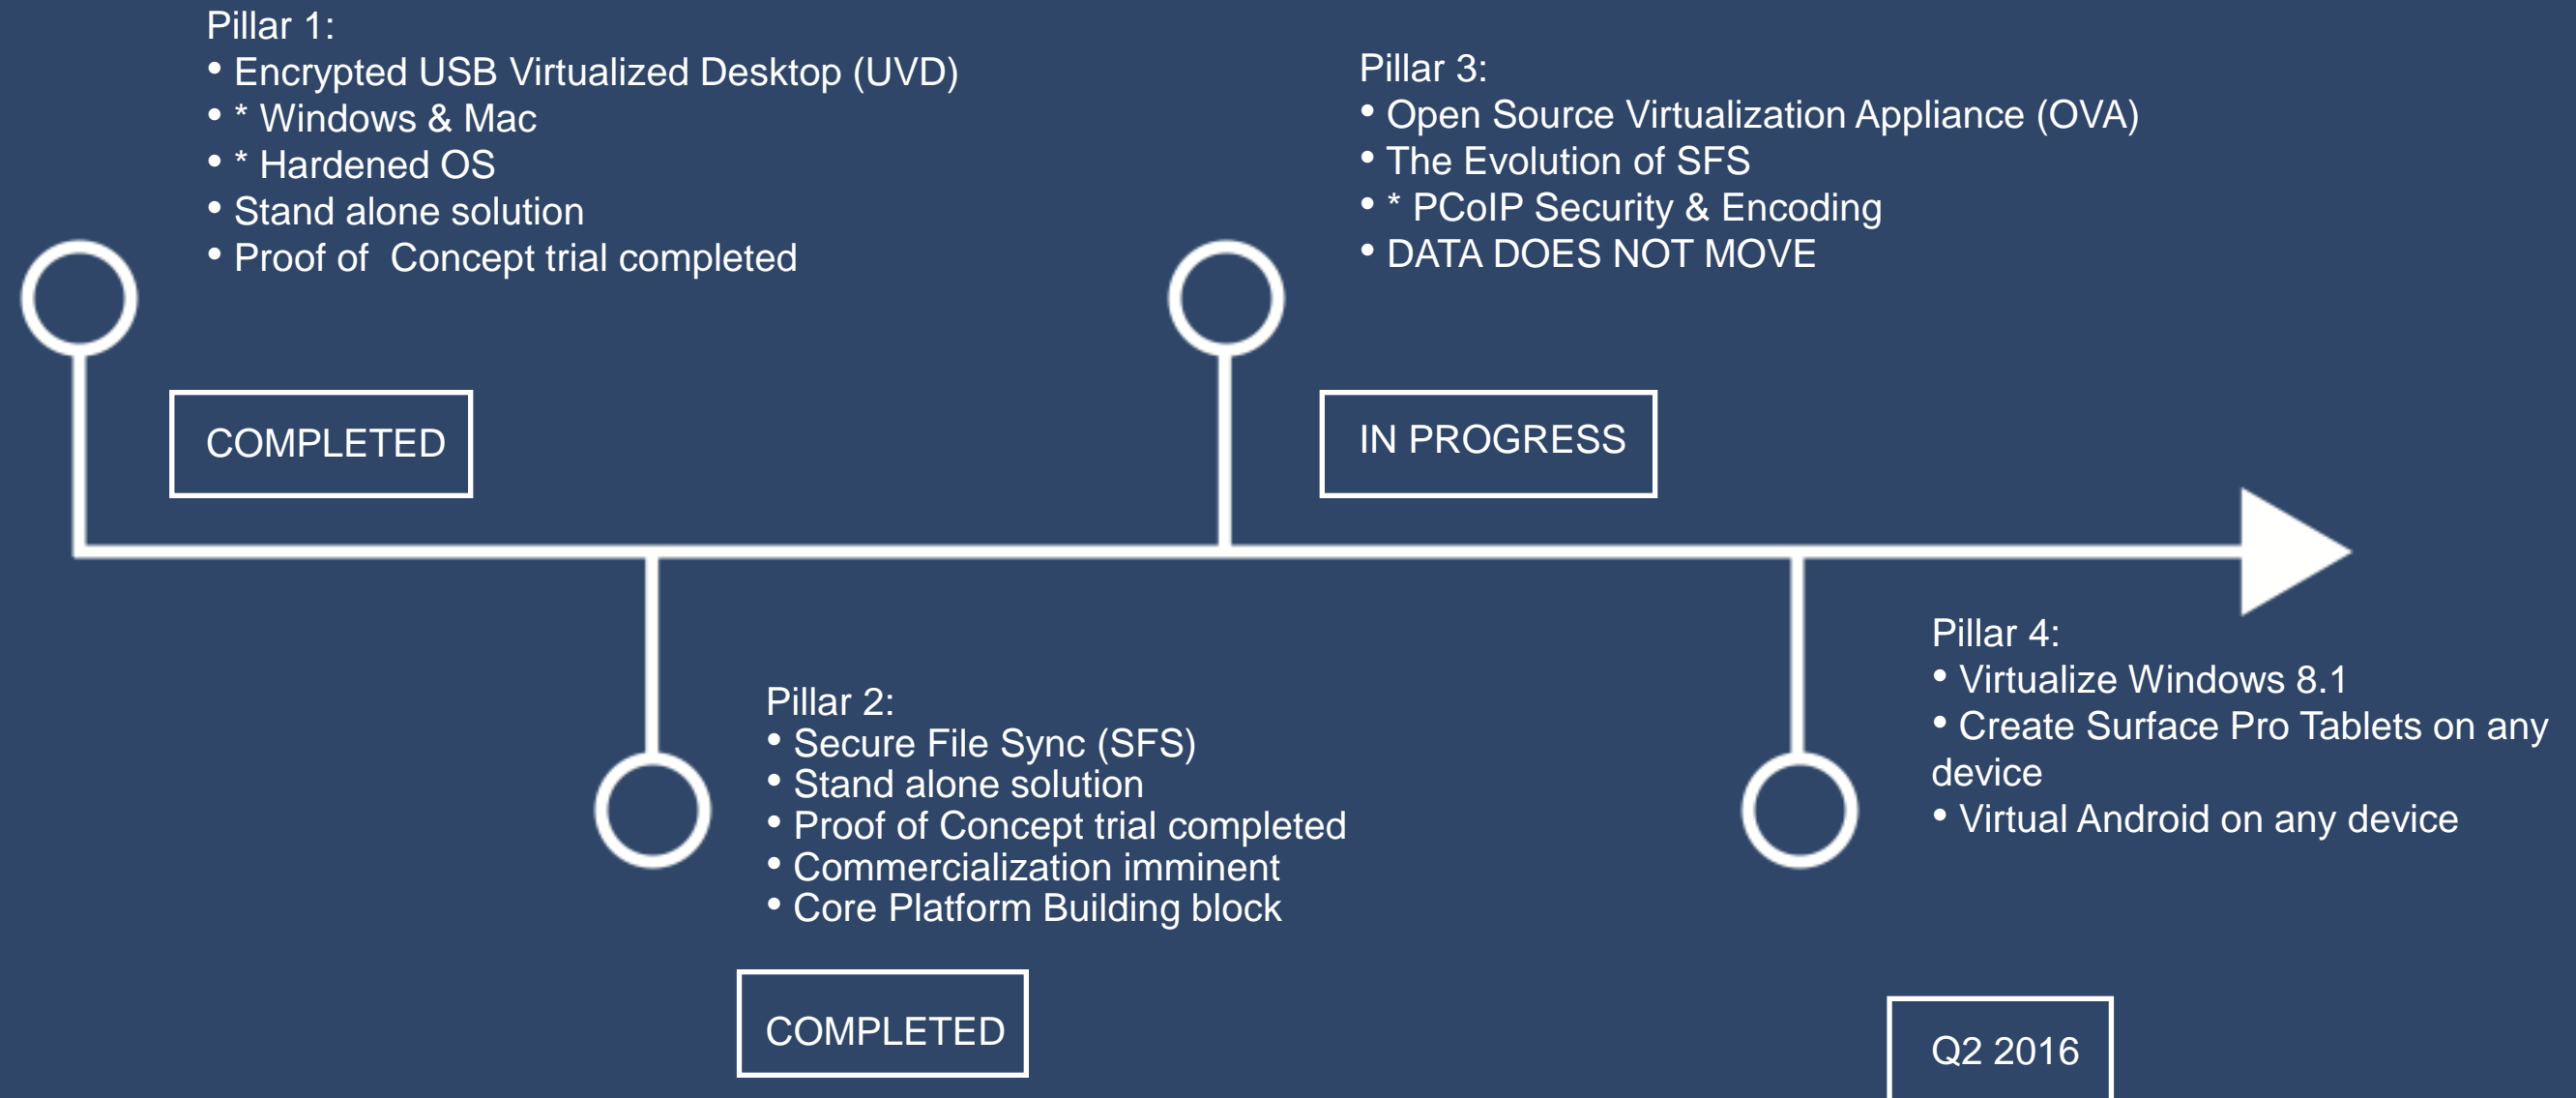 Pillar 1:
• Encrypted USB Virtualized Desktop (UVD)
• * Windows & Mac
• * Hardened OS
• Stand alone solution
• Proof of  Concept trial completed
COMPLETED
Pillar 2:
• Secure File Sync (SFS)
• Stand alone solution
• Proof of Concept trial completed
• Commercialization imminent
• Core Platform Building block
COMPLETED
Pillar 3:
• Open Source Virtualization Appliance (OVA)
• The Evolution of SFS
• * PCoIP Security & Encoding
• DATA DOES NOT MOVE
IN PROGRESS
Pillar 4:
• Virtualize Windows 8.1
• Create Surface Pro Tablets on any
device
• Virtual Android on any device
Q2 2016